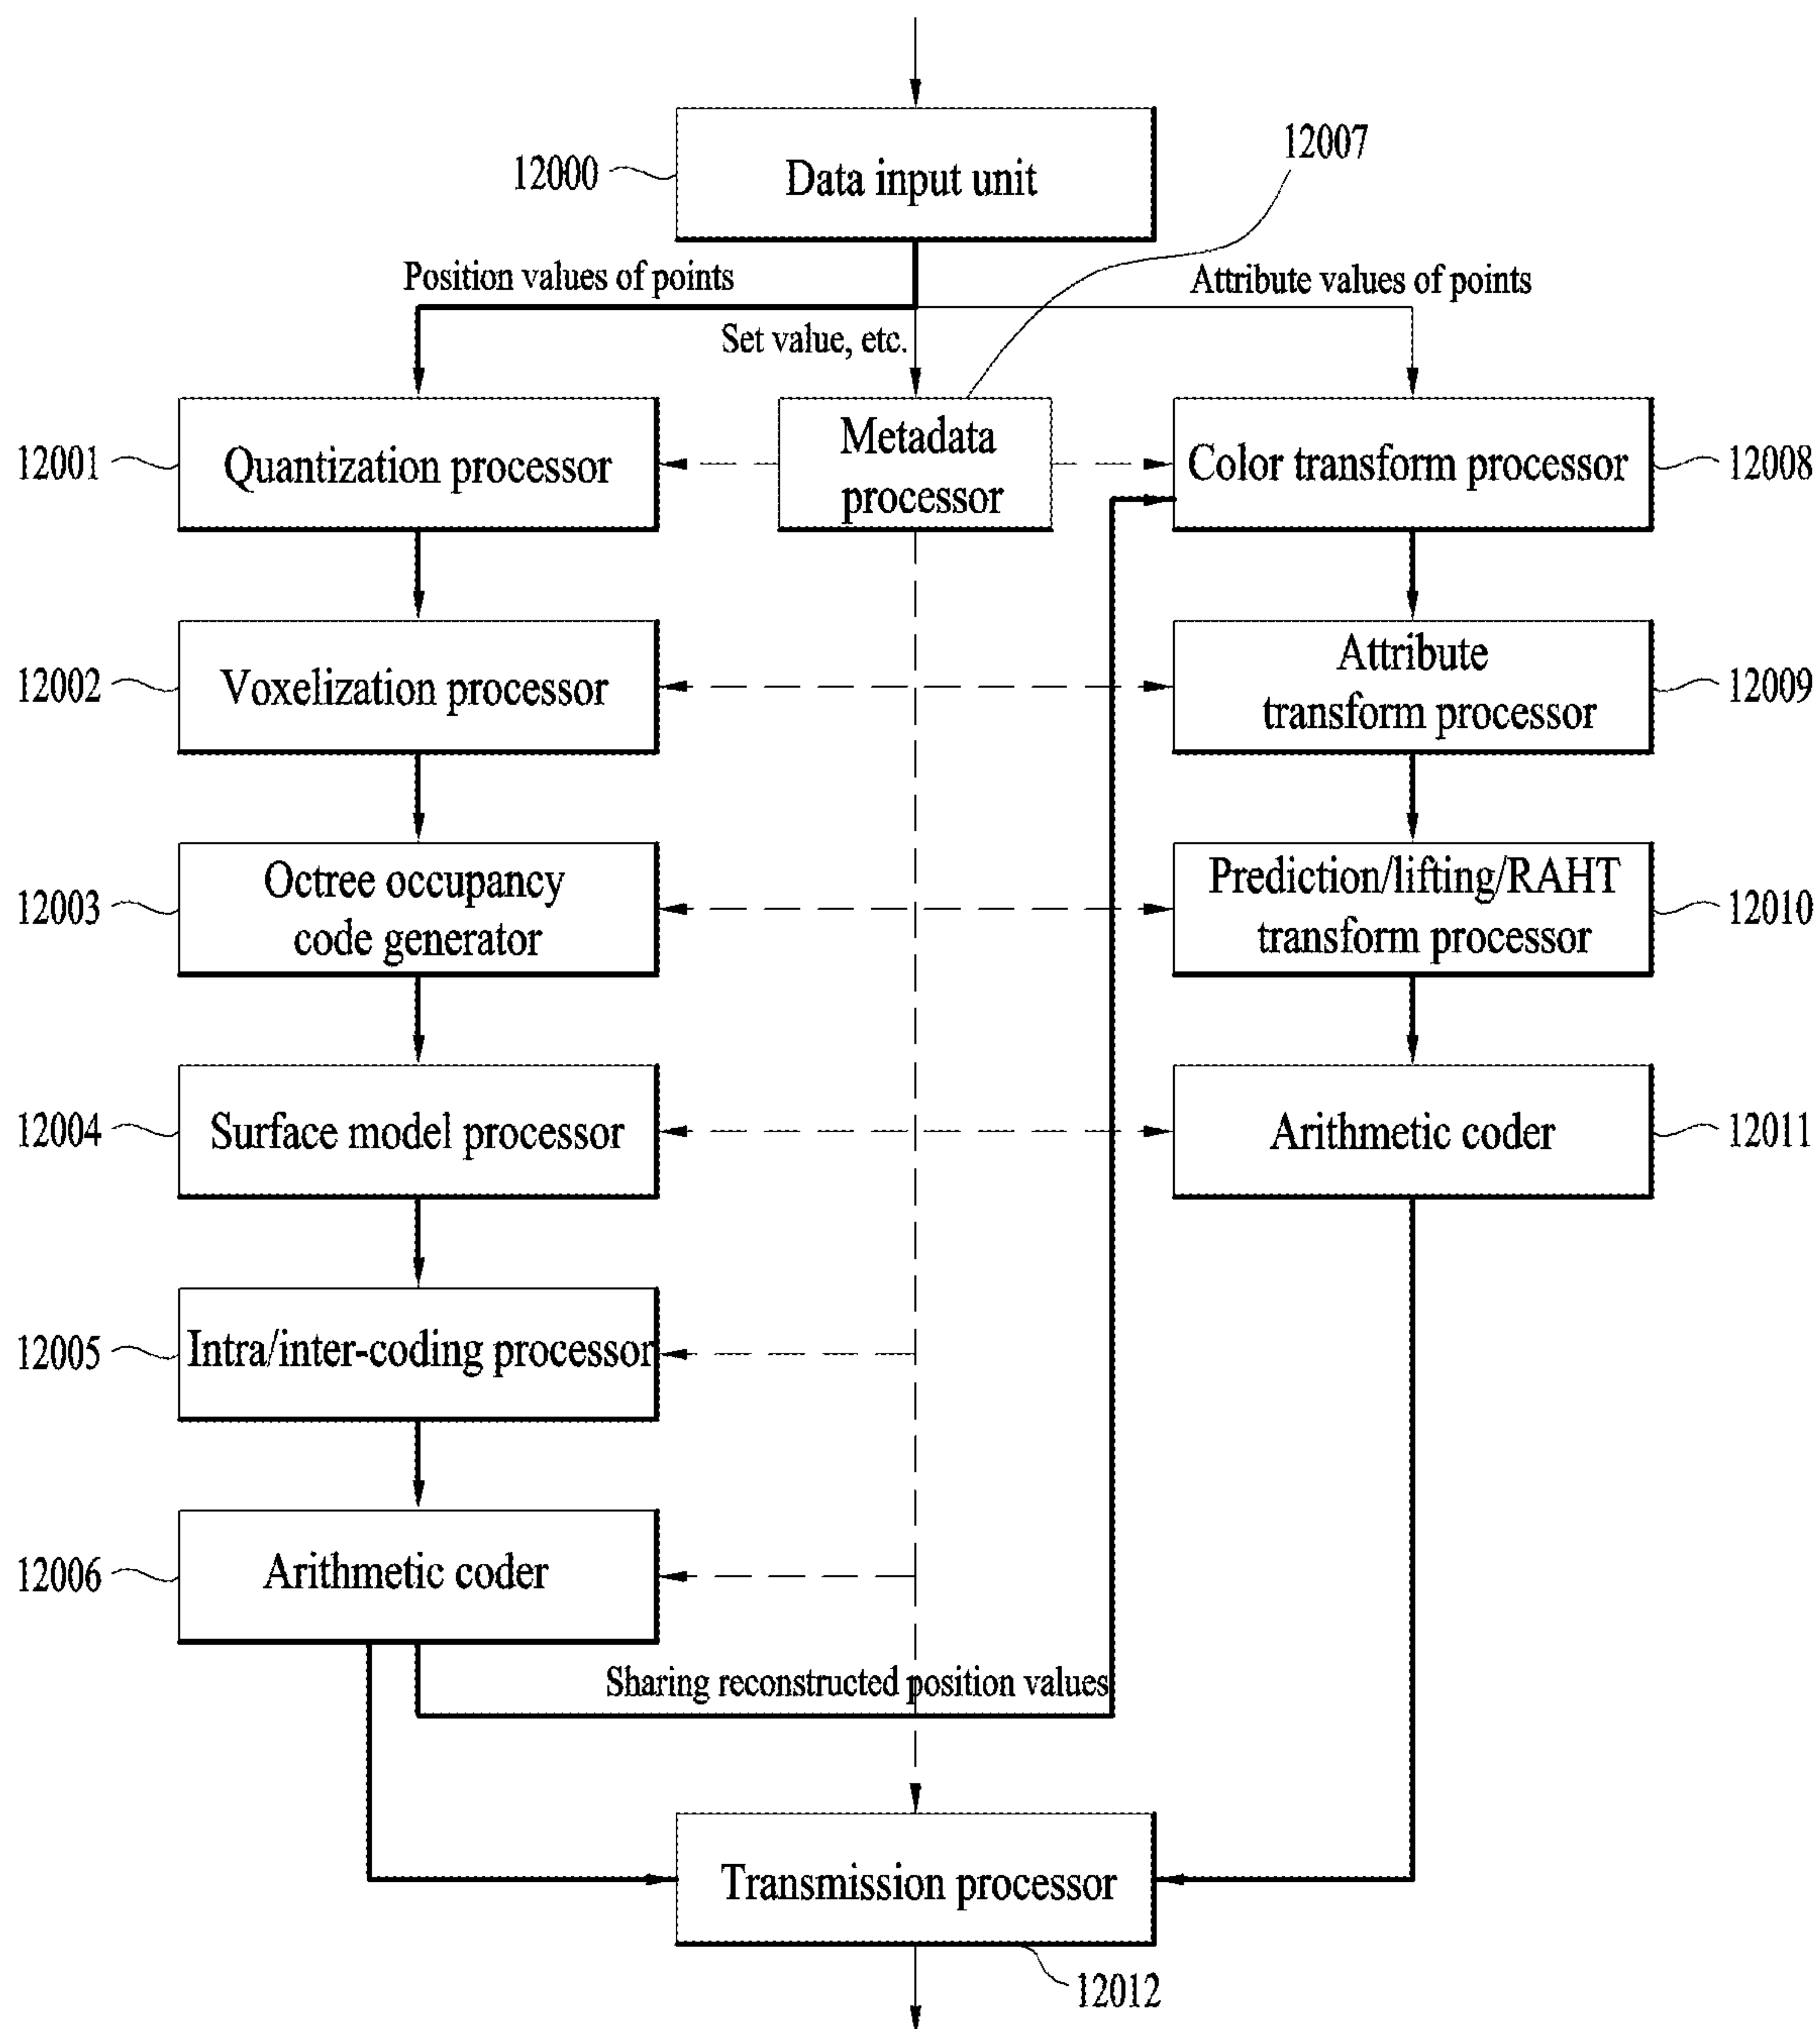 12000
Data input unit
12007
Position values of points
Attribute values of points
Set value, etc.
12001
Quantization processor
Metadata
processor
Color transform processor
12008
12002
Voxelization processor
Attribute
transform processor
12009
12003
Octree occupancy
code generator
Prediction/lifting/RAHT
transform processor
12010
12004
Surface model processor
Arithmetic coder
12011
12005
Intra/inter-coding processor
12006
Arithmetic coder
Sharing reconstructed position values
Transmission processor
12012